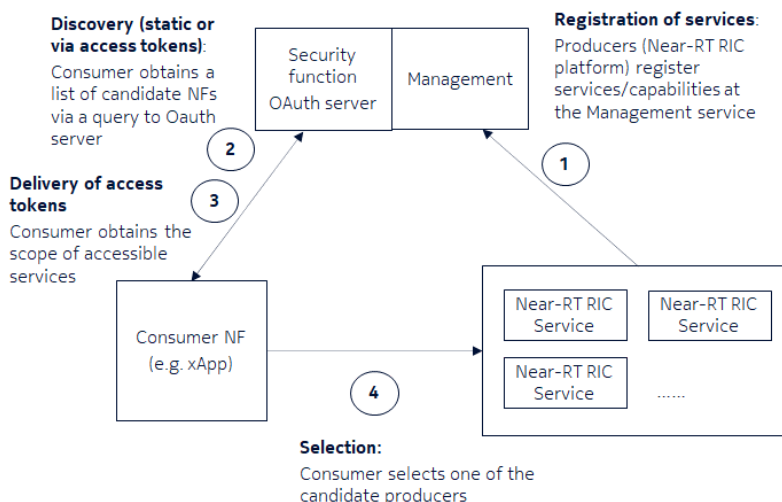 Discovery (static or
via access tokens):
Consumer obtains a
list of candidate NFs
via a query to Oauth
server
Security
function
OAuth server
Management
Registration of services:
Producers (Near-RT RIC
platform) register
services/capabilities at
the Management service
2
1
3
Delivery of access
tokens
Consumer obtains the
scope of accessible
services
Consumer NF
(e.g. xApp)
Near-RT RIC
Service
Near-RT RIC
Service
Near-RT RIC
Service
......
4
Selection:
Consumer selects one of the
candidate producers